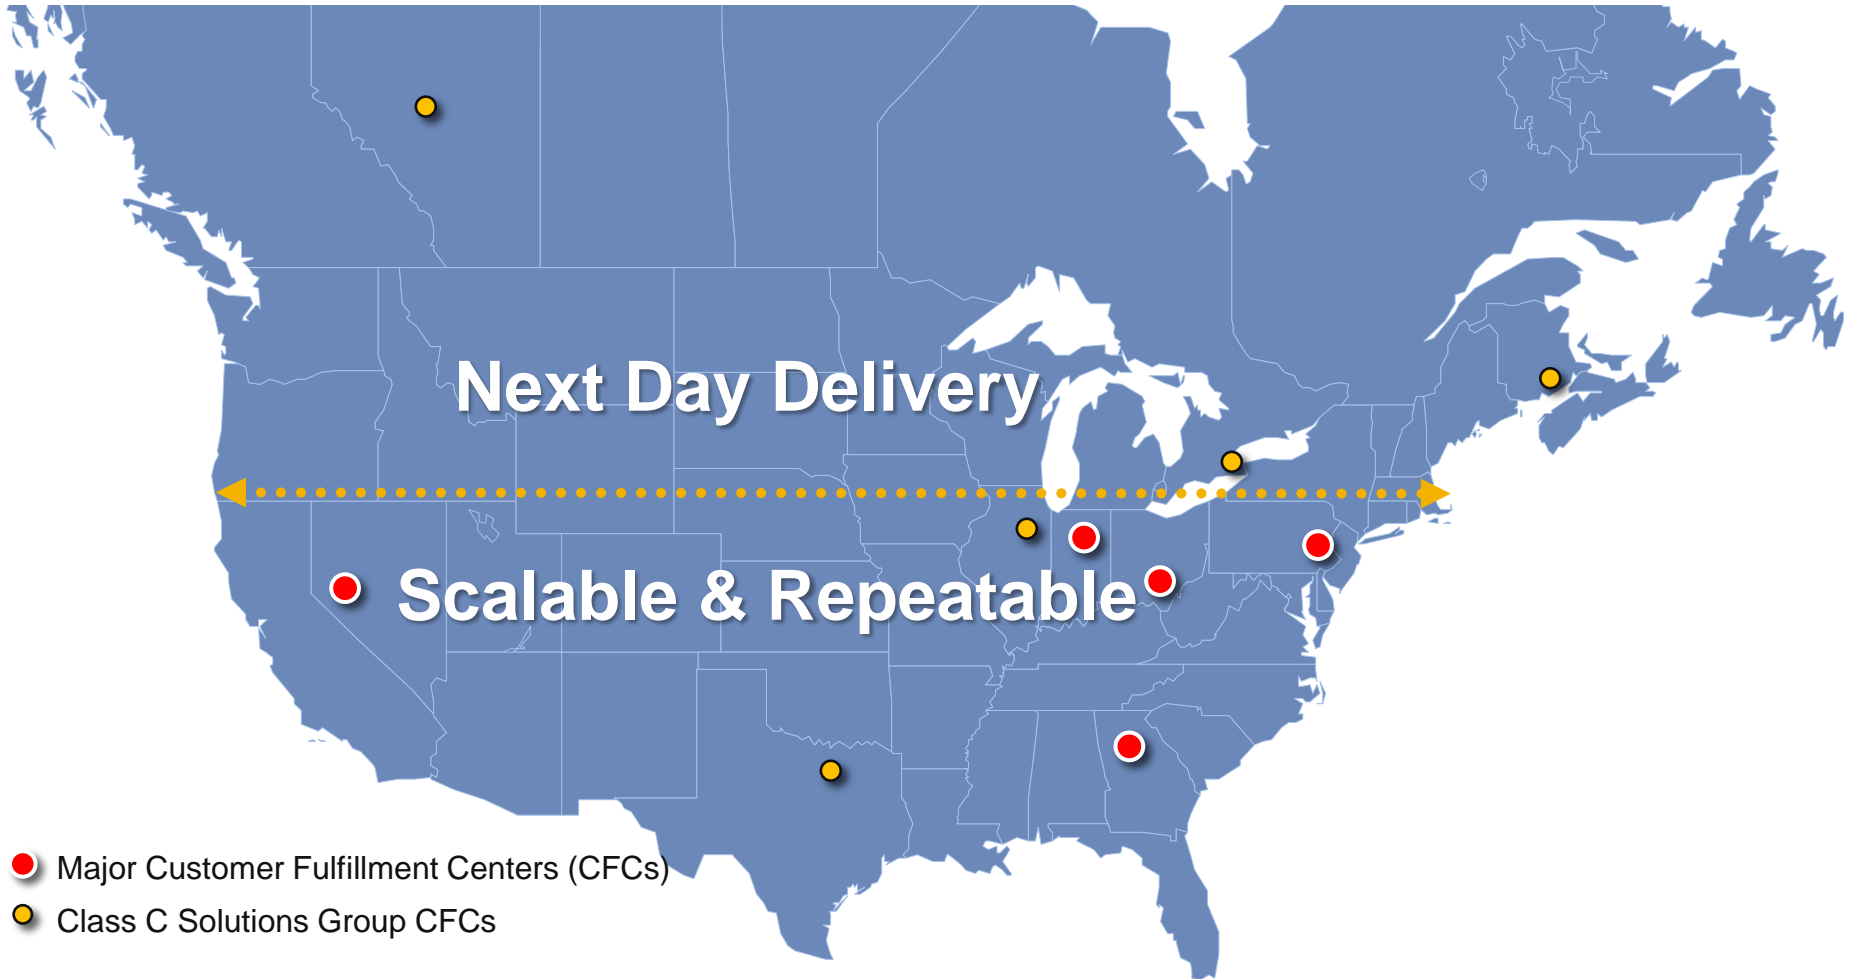 Next Day Delivery
Scalable & Repeatable
Major Customer Fulfillment Centers (CFCs)
Class C Solutions Group CFCs